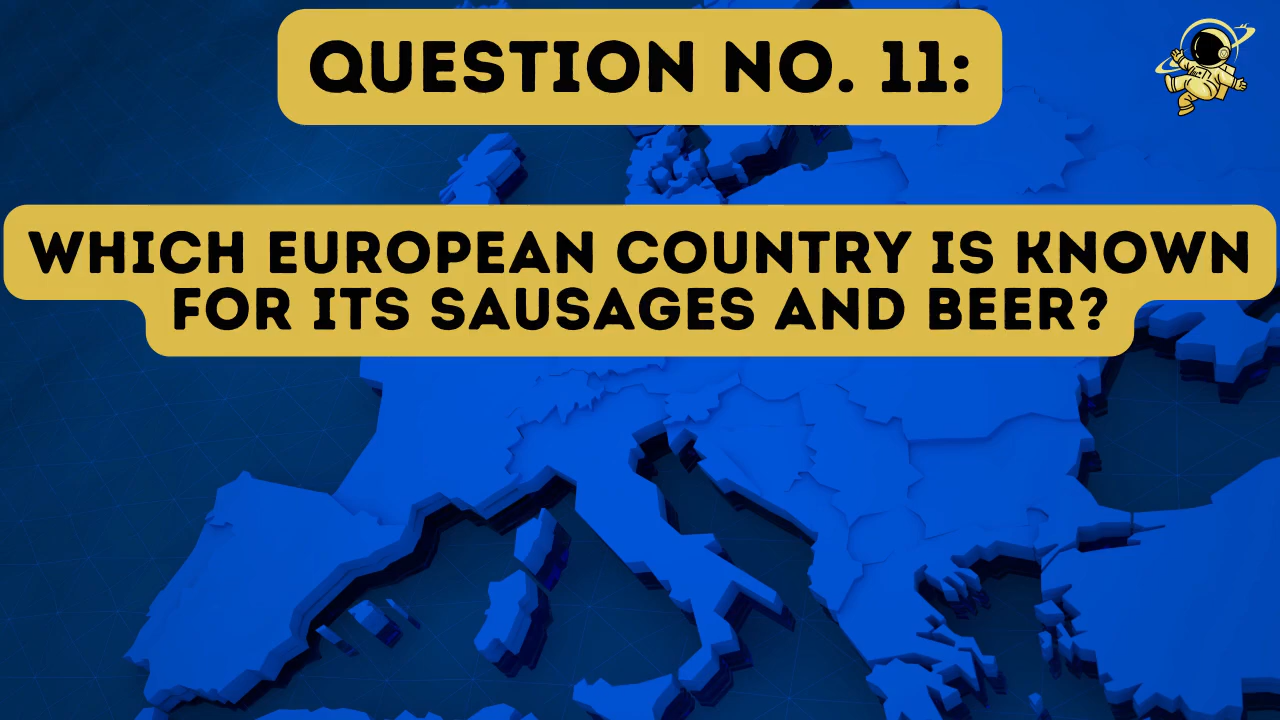 QUESTION NO. 11:
WHICH EUROPEAN COUNTRY IS KNOWN
FOR ITS SAUSAGES AND BEER?